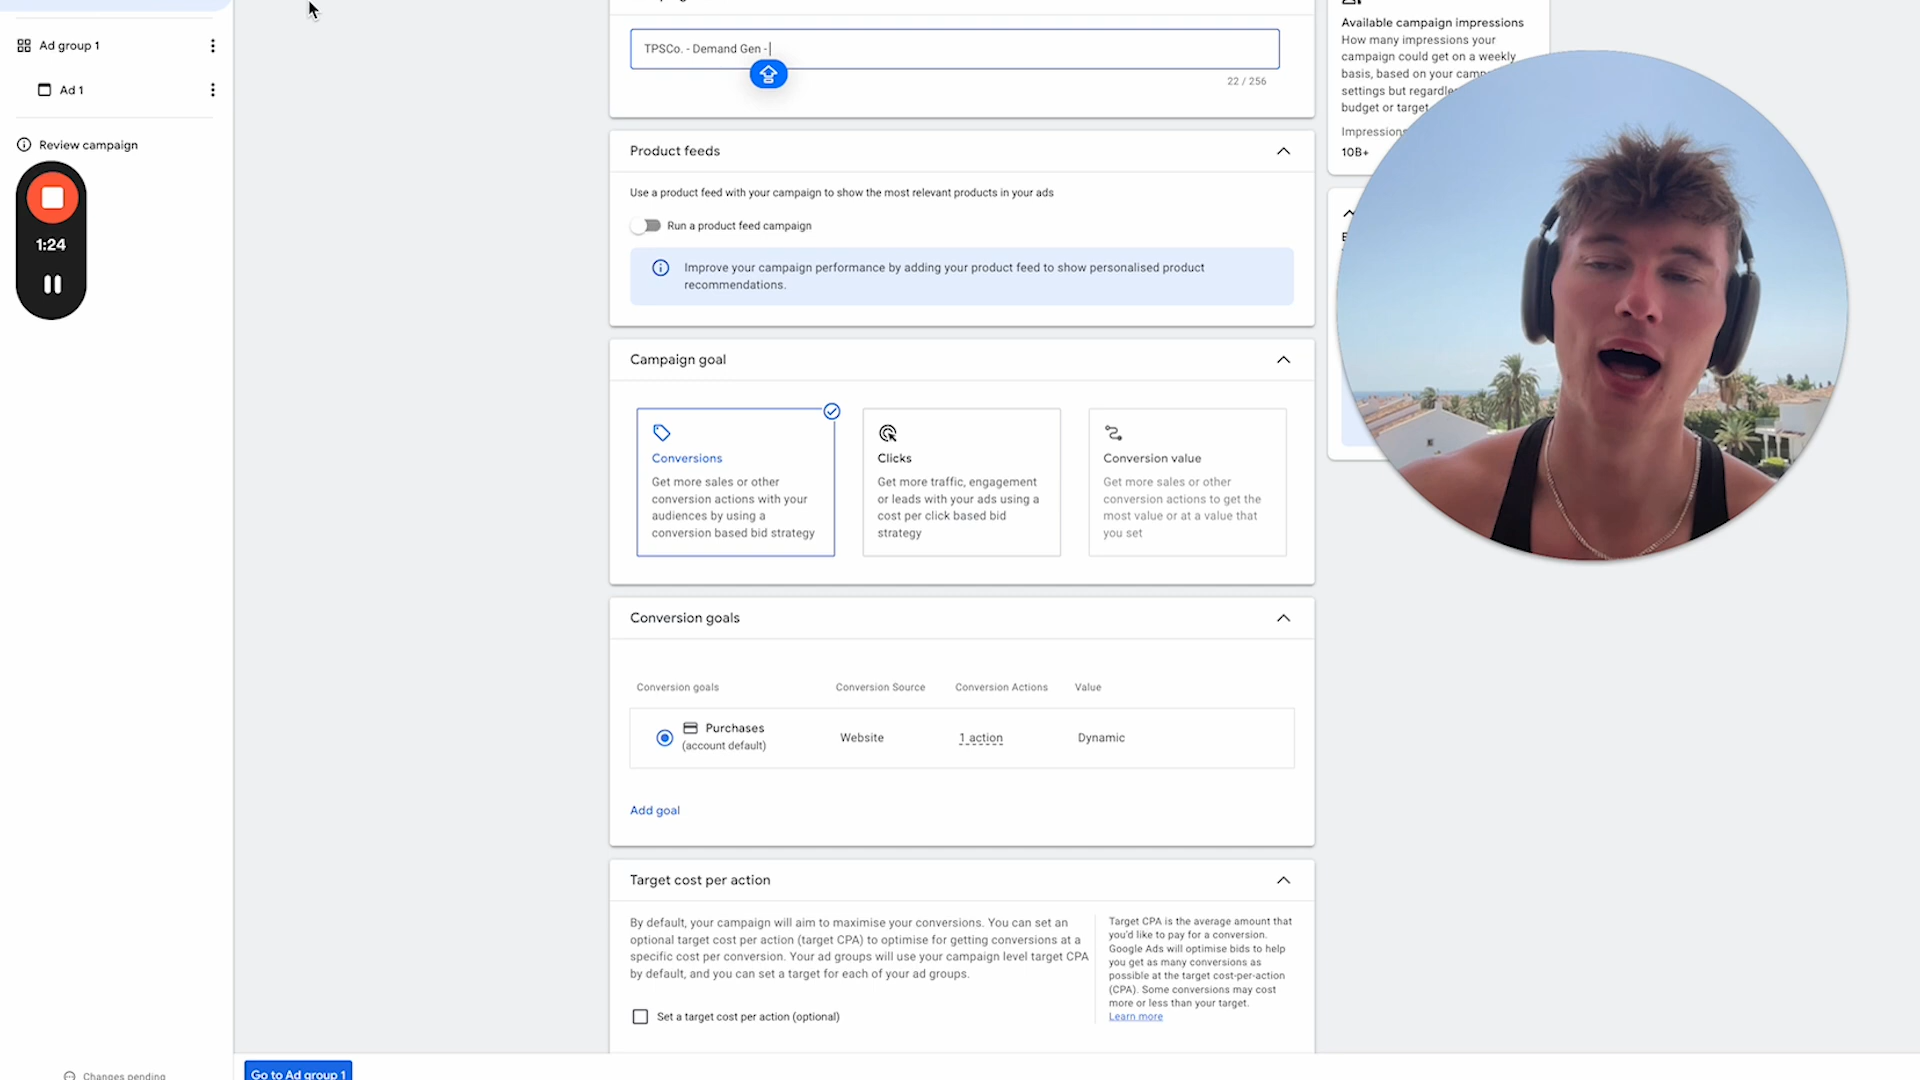 Ad group 1
Ad 1
Review campaign
1:24
TPSCo. - Demand Gen -
22 / 256
Product feeds
Use a product feed with your campaign to show the most relevant products in your ads
Run a product feed campaign
Improve your campaign performance by adding your product feed to show personalised product
recommendations.
Campaign goal
Conversions
Get more sales or other
conversion actions with your
audiences by using a
conversion based bid strategy
Clicks
Get more traffic, engagement
or leads with your ads using a
cost per click based bid
strategy
Conversion value
Get more sales or other
conversion actions to get the
most value or at a value that
you set
Conversion goals
Conversion goals Conversion Source Conversion Actions Value
Purchases
(account default)
Website
1 action
Dynamic
Add goal
Target cost per action
By default, your campaign will aim to maximise your conversions. You can set an
optional target cost per action (target CPA) to optimise for getting conversions at a
specific cost per conversion. Your ad groups will use your campaign level target CPA
by default, and you can set a target for each of your ad groups.
Set a target cost per action (optional)
Target CPA is the average amount that
you'd like to pay for a conversion.
Google Ads will optimise bids to help
you get as many conversions as
possible at the target cost-per-action
(CPA). Some conversions may cost
more or less than your target.
Learn more
Available campaign impressions
How many impressions your
campaign could get on a weekly
basis, based on your
settings but
budget or target
Impressions
10B+
Changes pending
Go to Ad group 1